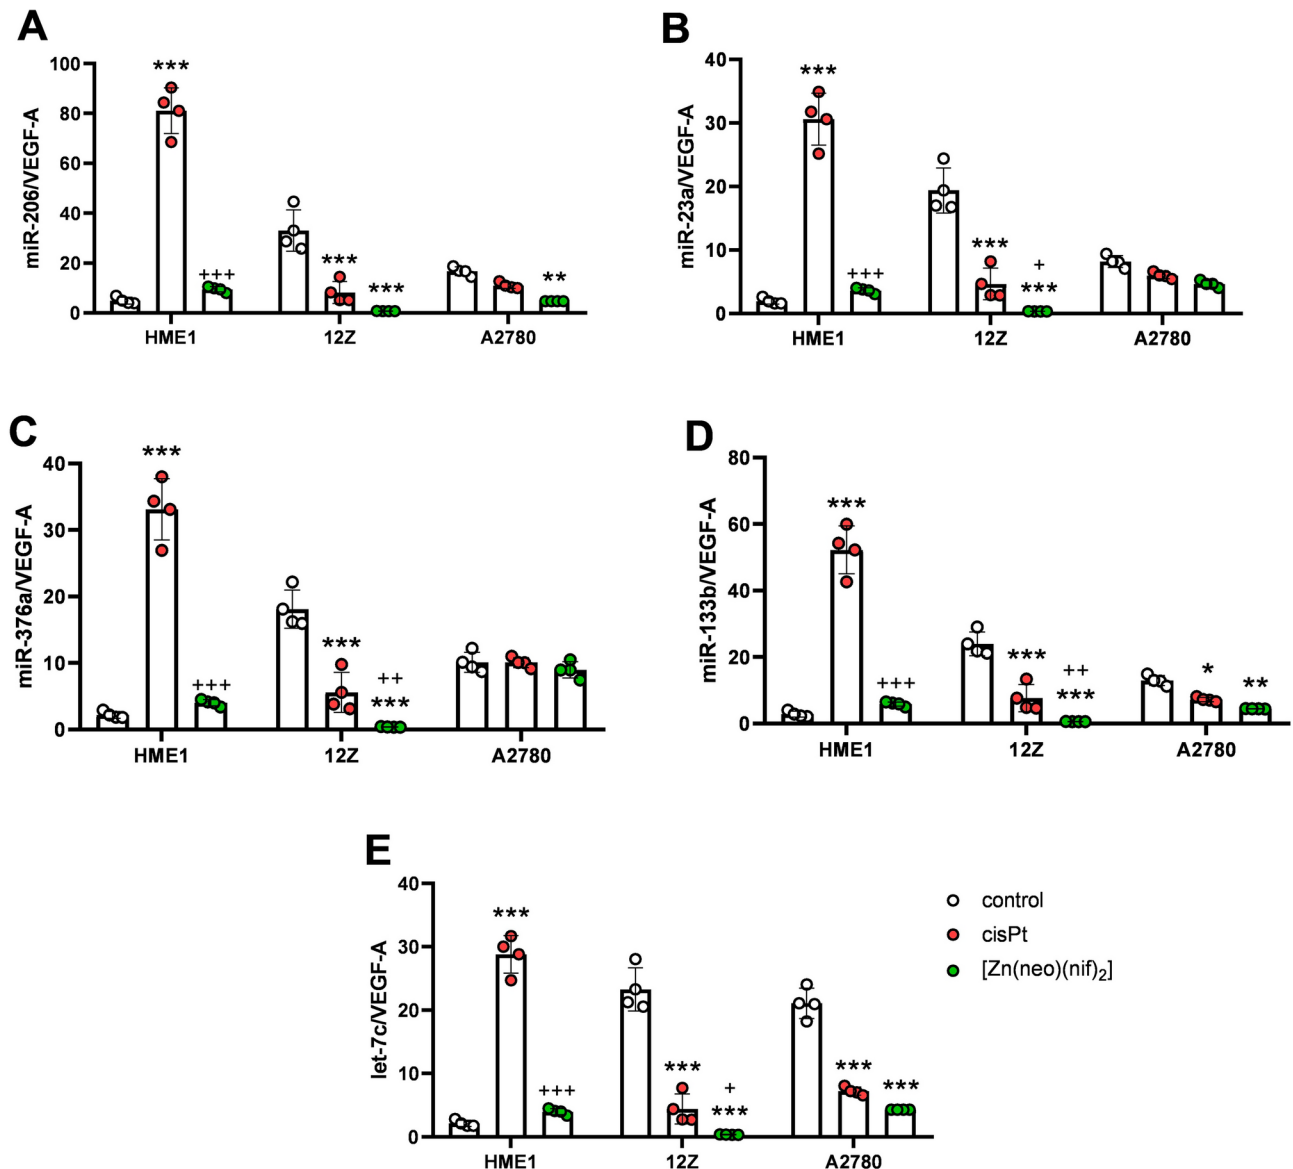 A
miR-206/VEGF-A
100
80
60
40
20
0
***
+++
***
***
**
HME1
12Z
A2780
B
miR-23a/VEGF-A
40
30
20
10
0
***
+++
***
+
***
HME1
12Z
A2780
C
miR-376a/VEGF-A
40
30
20
10
0
***
+++
***
++
***
HME1
12Z
A2780
D
miR-133b/VEGF-A
80
60
40
20
0
***
+++
***
++
***
*
**
HME1
12Z
A2780
E
let-7c/VEGF-A
40
30
20
10
0
***
+++
***
+
***
***
***
HME1
12Z
A2780
control
cisPt
[Zn(neo)(nif)₂]